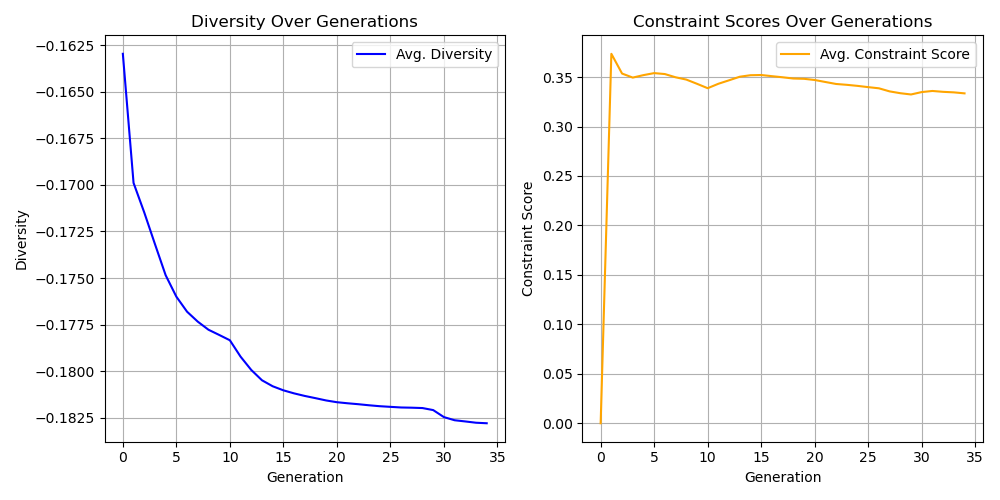 Diversity Over Generations
Avg. Diversity
−0.1625
−0.1650
−0.1675
−0.1700
−0.1725
−0.1750
−0.1775
−0.1800
−0.1825
Diversity
0 5 10 15 20 25 30 35
Generation
Constraint Scores Over Generations
Avg. Constraint Score
0.35
0.30
0.25
0.20
0.15
0.10
0.05
0.00
Constraint Score
0 5 10 15 20 25 30 35
Generation